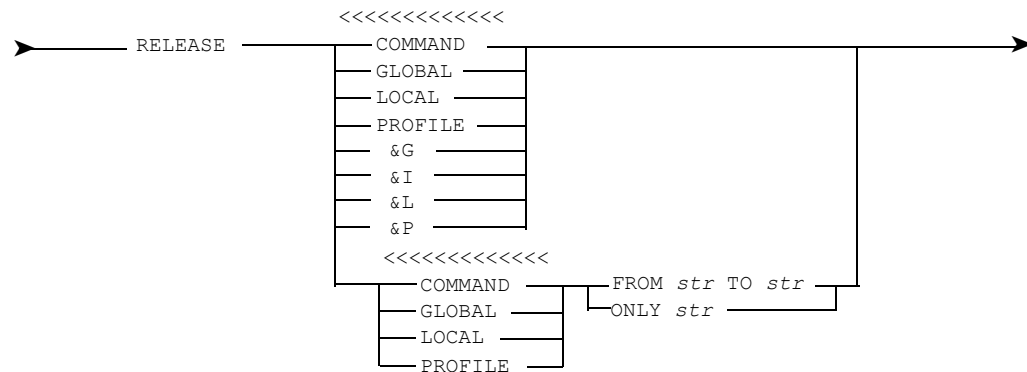 <<<<<<<<<<<<<
RELEASE COMMAND
GLOBAL
LOCAL
PROFILE
&G
&I
&L
&P
<<<<<<<<<<<<<
COMMAND FROM str TO str
GLOBAL ONLY str
LOCAL
PROFILE